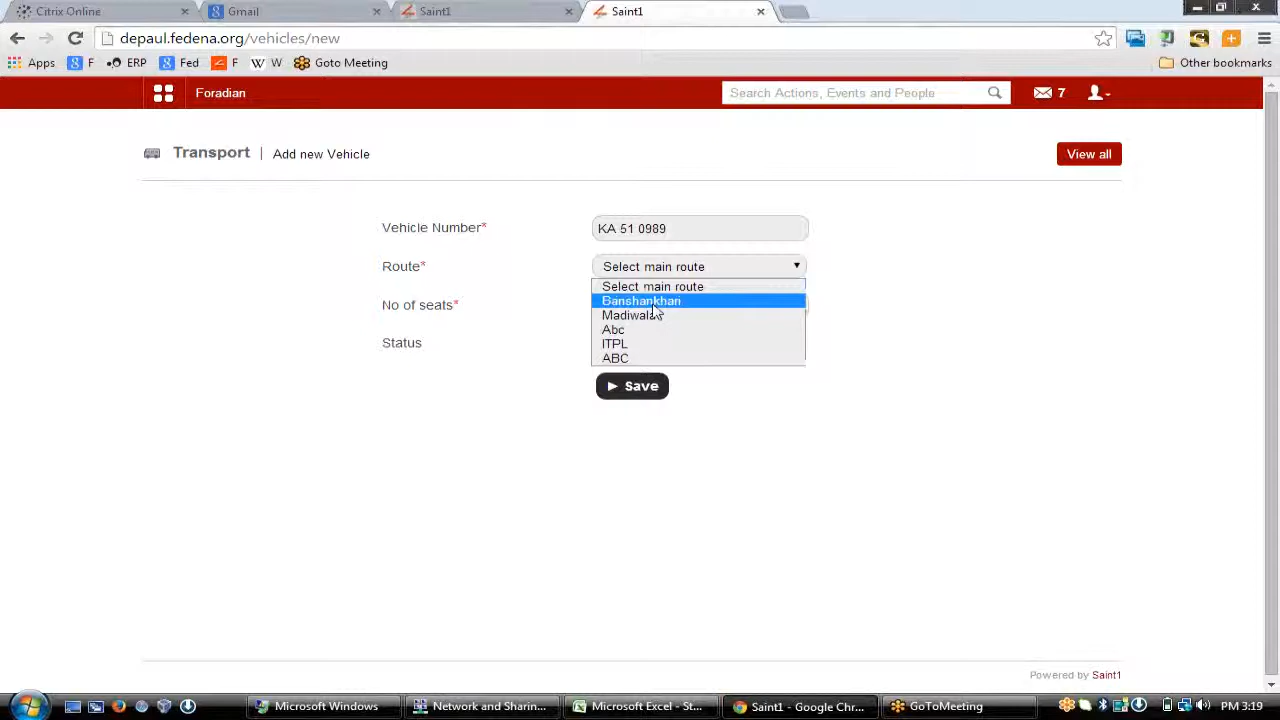 Citrix Online
Gmail
Saint1
Saint1
depaul.fedena.org/vehicles/new
Apps
F
ERP
Fed
F
W
Goto Meeting
Other bookmarks
Foradian
Search Actions, Events and People
7
Transport | Add new Vehicle
View all
Vehicle Number*
KA 51 0989
Route*
Select main route
Select main route
Banshankhari
No of seats*
Madiwala
Abc
Status
ITPL
ABC
Save
Powered by Saint1
Microsoft Windows
Network and Sharin...
Microsoft Excel - St...
Saint1 - Google Chr...
GoToMeeting
PM 3:19